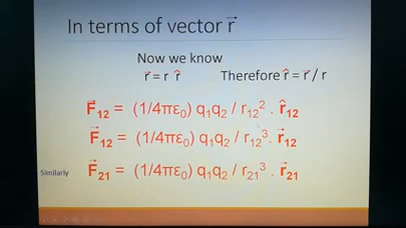 In terms of vector r⃗
Now we know
r⃗ = r r̂ Therefore r̂ = r⃗ / r
F⃗₁₂ = (1/4πε₀) q₁q₂ / r₁₂² . r̂₁₂
F⃗₁₂ = (1/4πε₀) q₁q₂ / r₁₂³. r⃗₁₂
Similarly F⃗₂₁ = (1/4πε₀) q₁q₂ / r₂₁³ . r⃗₂₁